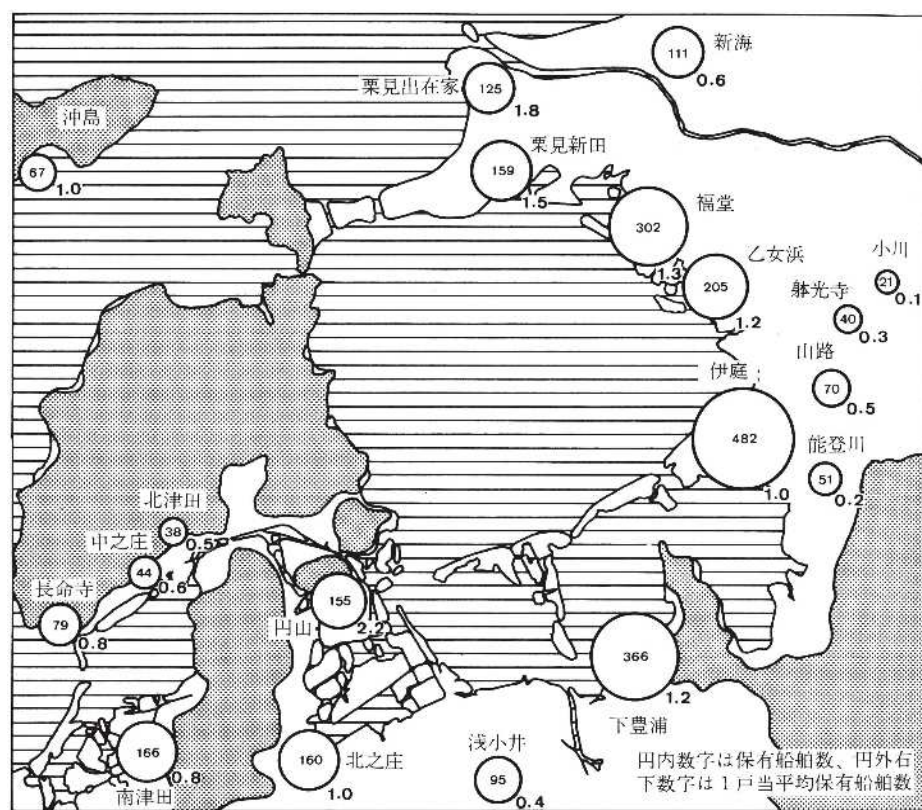 新海
111
0.6
栗見出在家
125
1.8
沖島
67
1.0
栗見新田
159
1.5
福堂
302
1.3
乙女浜
205
1.2
小川
21
0.1
躰光寺
40
0.3
山路
70
0.5
伊庭
482
1.0
能登川
51
0.2
北津田
38
0.5
中之庄
44
0.6
長命寺
79
0.8
円山
155
2.2
下豊浦
366
1.2
南津田
166
0.8
北之庄
160
1.0
浅小井
95
0.4
円内数字は保有船舶数、円外右
下数字は1戸当平均保有船舶数